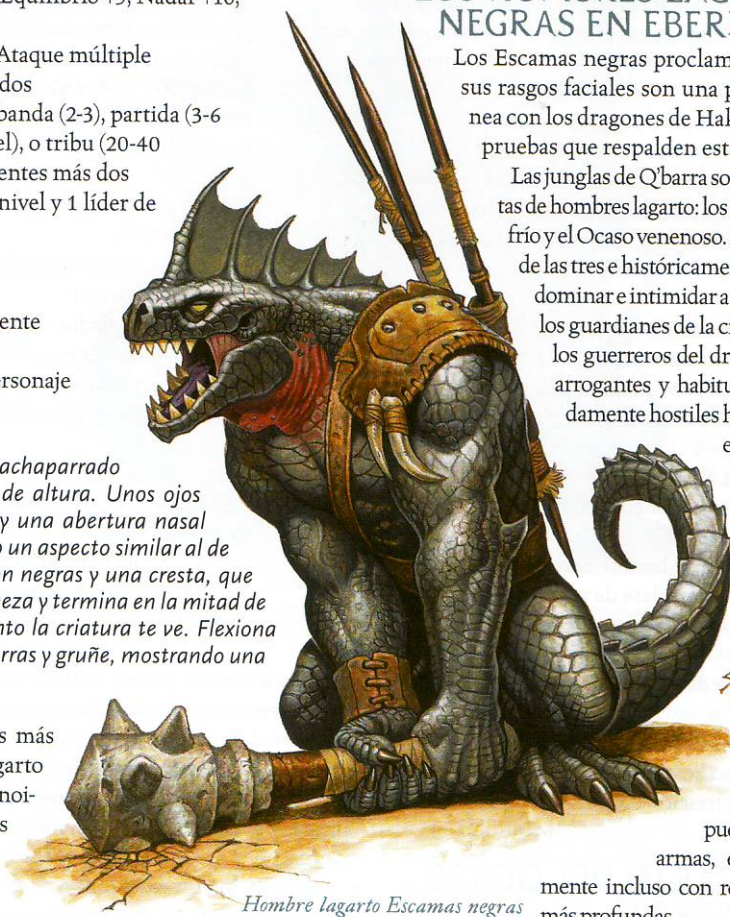 Equilibrio +5, Nadar +10,
Ataque múltiple
dos
banda (2-3), partida (3-6
el), o tribu (20-40
entes más dos
nivel y 1 líder de
ente
ersonaje
achaparrado
de altura. Unos ojos
y una abertura nasal
o un aspecto similar al de
n negras y una cresta, que
beza y termina en la mitad de
nto la criatura te ve. Flexiona
rras y gruñe, mostrando una
s más
garto
noi-
s
NEGRAS EN EBER
Los Escamas negras proclam
sus rasgos faciales son una p
nea con los dragones de Hak
pruebas que respalden est
Las junglas de Q'barra so
tas de hombres lagarto: los
frío y el Ocaso venenoso.
de las tres e históricame
dominar e intimidar a
los guardianes de la c
los guerreros del dr
arrogantes y habitu
damente hostiles h
e
pue
armas, e
mente incluso con r
más profundas
Hombre lagarto Escamas negras